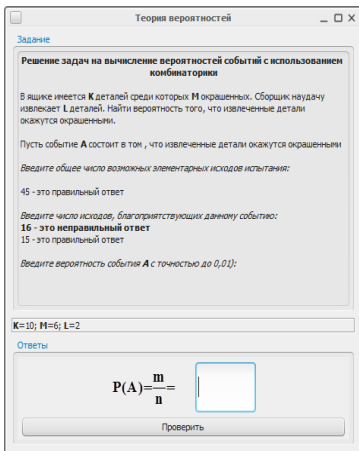 Теория вероятностей
Задание
Решение задач на вычисление вероятностей событий с использованием
комбинаторики
В ящике имеется K деталей среди которых M окрашенных. Сборщик наудачу
извлекает L деталей. Найти вероятность того, что извлеченные детали
окажутся окрашенными.
Пусть событие A состоит в том , что извлеченные детали окажутся окрашенными
Введите общее число возможных элементарных исходов испытания:
45 - это правильный ответ
Введите число исходов, благоприятствующих данному событию:
16 - это неправильный ответ
15 - это правильный ответ
Введите вероятность события A с точностью до 0,01):
K=10; M=6; L=2
Ответы
P(A)=m/n=
Проверить